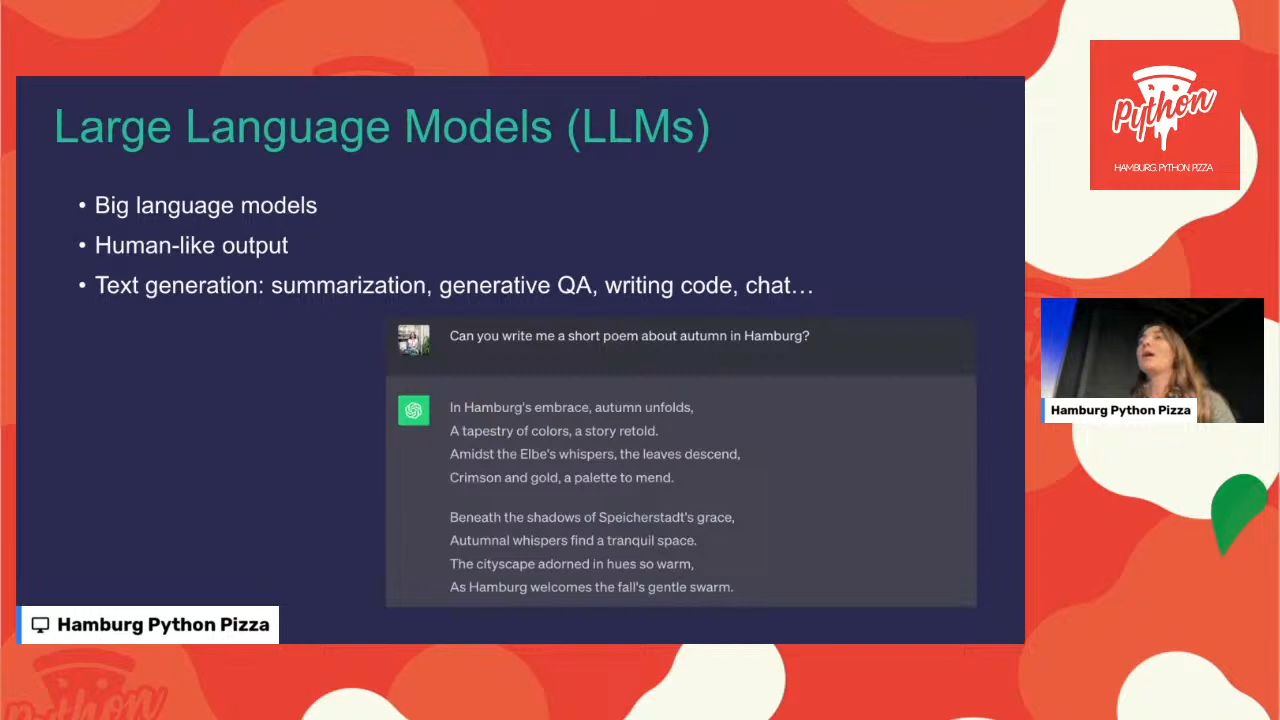 Large Language Models (LLMs)
• Big language models
• Human-like output
• Text generation: summarization, generative QA, writing code, chat…
Can you write me a short poem about autumn in Hamburg?
In Hamburg's embrace, autumn unfolds,
A tapestry of colors, a story retold.
Amidst the Elbe's whispers, the leaves descend,
Crimson and gold, a palette to mend.
Beneath the shadows of Speicherstadt's grace,
Autumnal whispers find a tranquil space.
The cityscape adorned in hues so warm,
As Hamburg welcomes the fall's gentle swarm.
Hamburg Python Pizza
Python
HAMBURG.PYTHON.PIZZA
Hamburg Python Pizza
Python